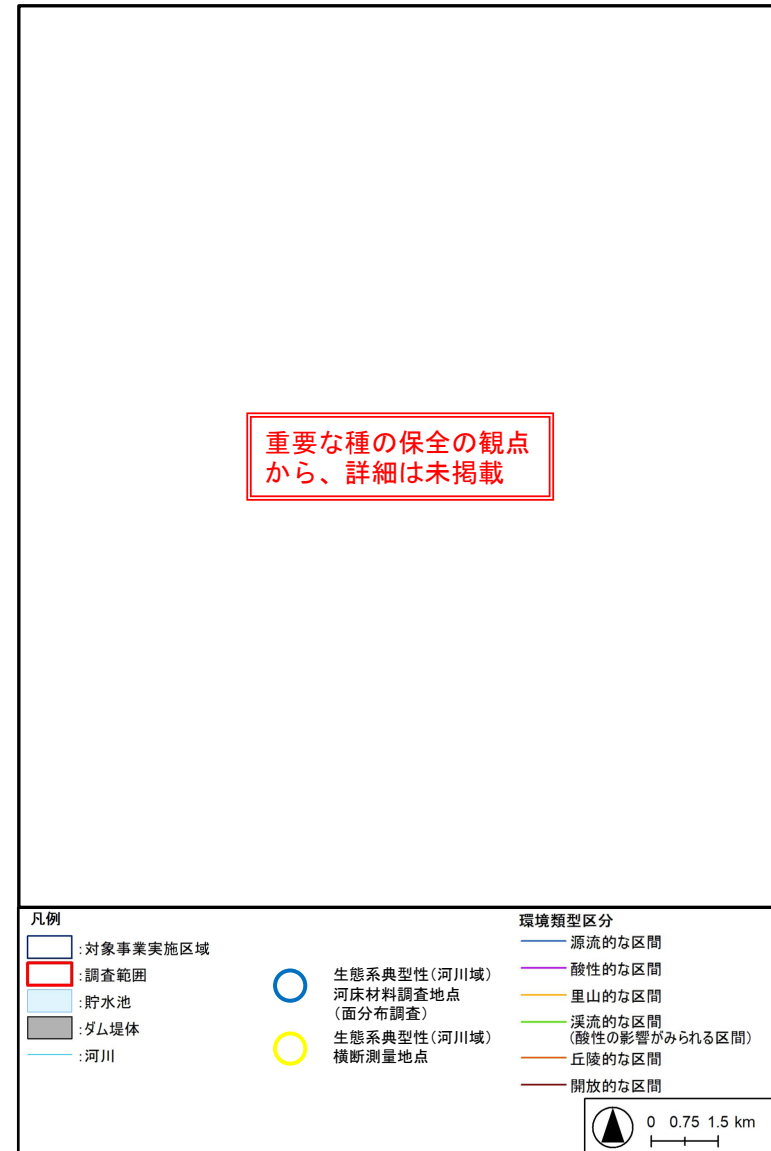 重要な種の保全の観点
から、詳細は未掲載
凡例
:対象事業実施区域
:調査範囲
:貯水池
:ダム堤体
:河川
生態系典型性(河川域)
河床材料調査地点
(面分布調査)
生態系典型性(河川域)
横断測量地点
環境類型区分
源流的な区間
酸性的な区間
里山的な区間
渓流的な区間
(酸性の影響がみられる区間)
丘陵的な区間
開放的な区間
0 0.75 1.5 km